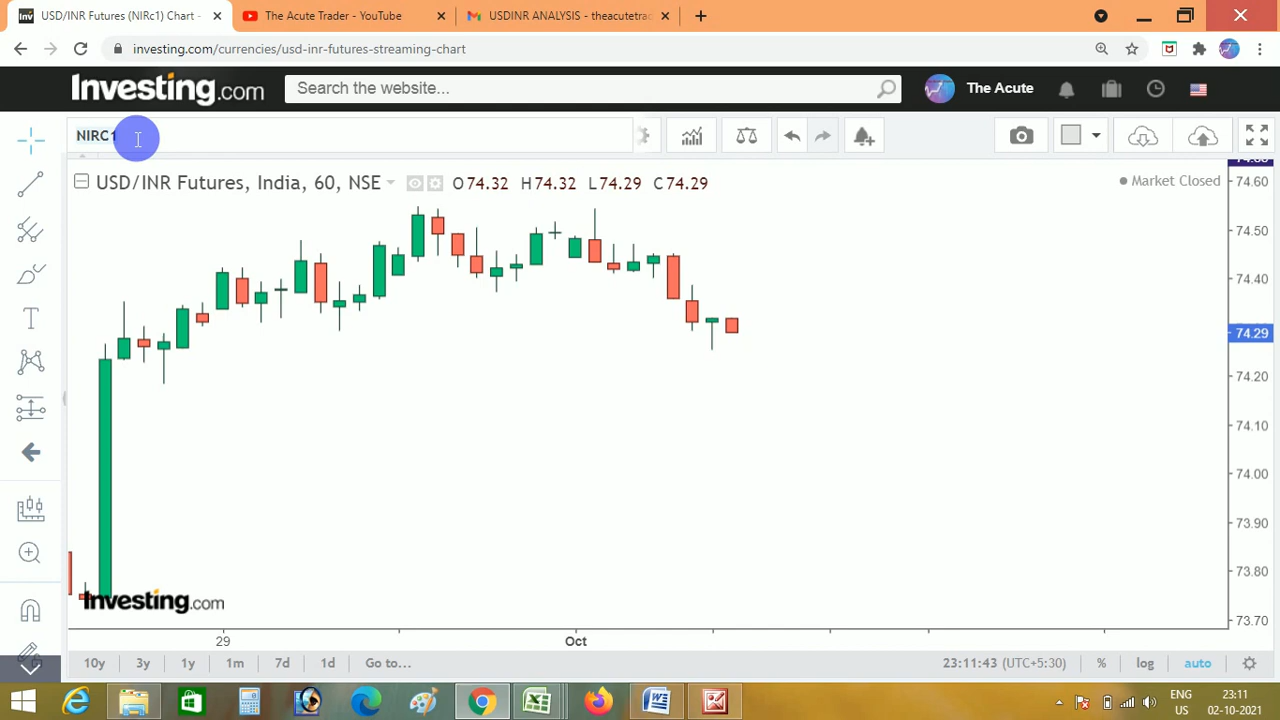 USD/INR Futures (NIRc1) Chart -
The Acute Trader - YouTube
USDINR ANALYSIS - theacutetrad
investing.com/currencies/usd-inr-futures-streaming-chart
Investing.com
Search the website...
The Acute
NIRC1
USD/INR Futures, India, 60, NSE
O74.32 H74.32 L74.29 C74.29
Market Closed
74.60
74.50
74.40
74.29
74.20
74.10
74.00
73.90
73.80
73.70
Investing.com
29
Oct
10y 3y 1y 1m 7d 1d Go to...
23:11:43 (UTC+5:30) % log auto
ENG
US
23:11
02-10-2021